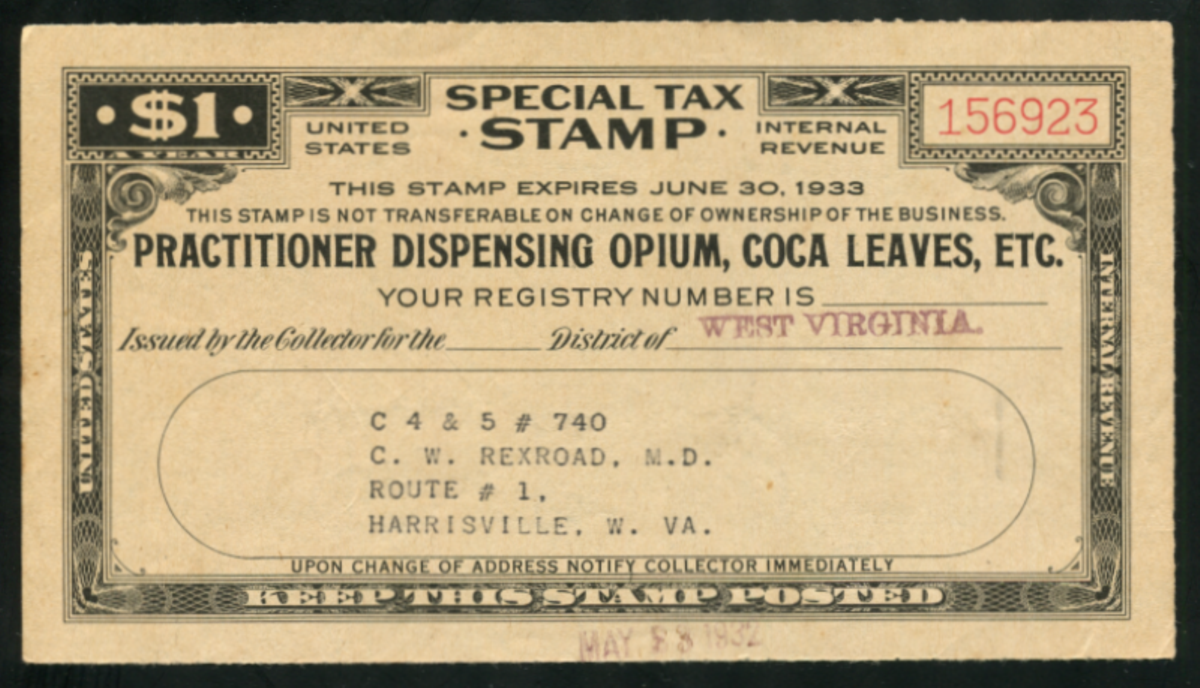 • $1 •
A YEAR
UNITED STATES
SPECIAL TAX
• STAMP •
INTERNAL REVENUE
156923
THIS STAMP EXPIRES JUNE 30, 1933
THIS STAMP IS NOT TRANSFERABLE ON CHANGE OF OWNERSHIP OF THE BUSINESS.
PRACTITIONER DISPENSING OPIUM, COCA LEAVES, ETC.
YOUR REGISTRY NUMBER IS
Issued by the Collector for the District of WEST VIRGINIA.
UNITED STATES
INTERNAL REVENUE
C 4 & 5 # 740
C. W. REXROAD, M.D.
ROUTE # 1,
HARRISVILLE, W. VA.
UPON CHANGE OF ADDRESS NOTIFY COLLECTOR IMMEDIATELY
KEEP THIS STAMP POSTED
MAY 1932